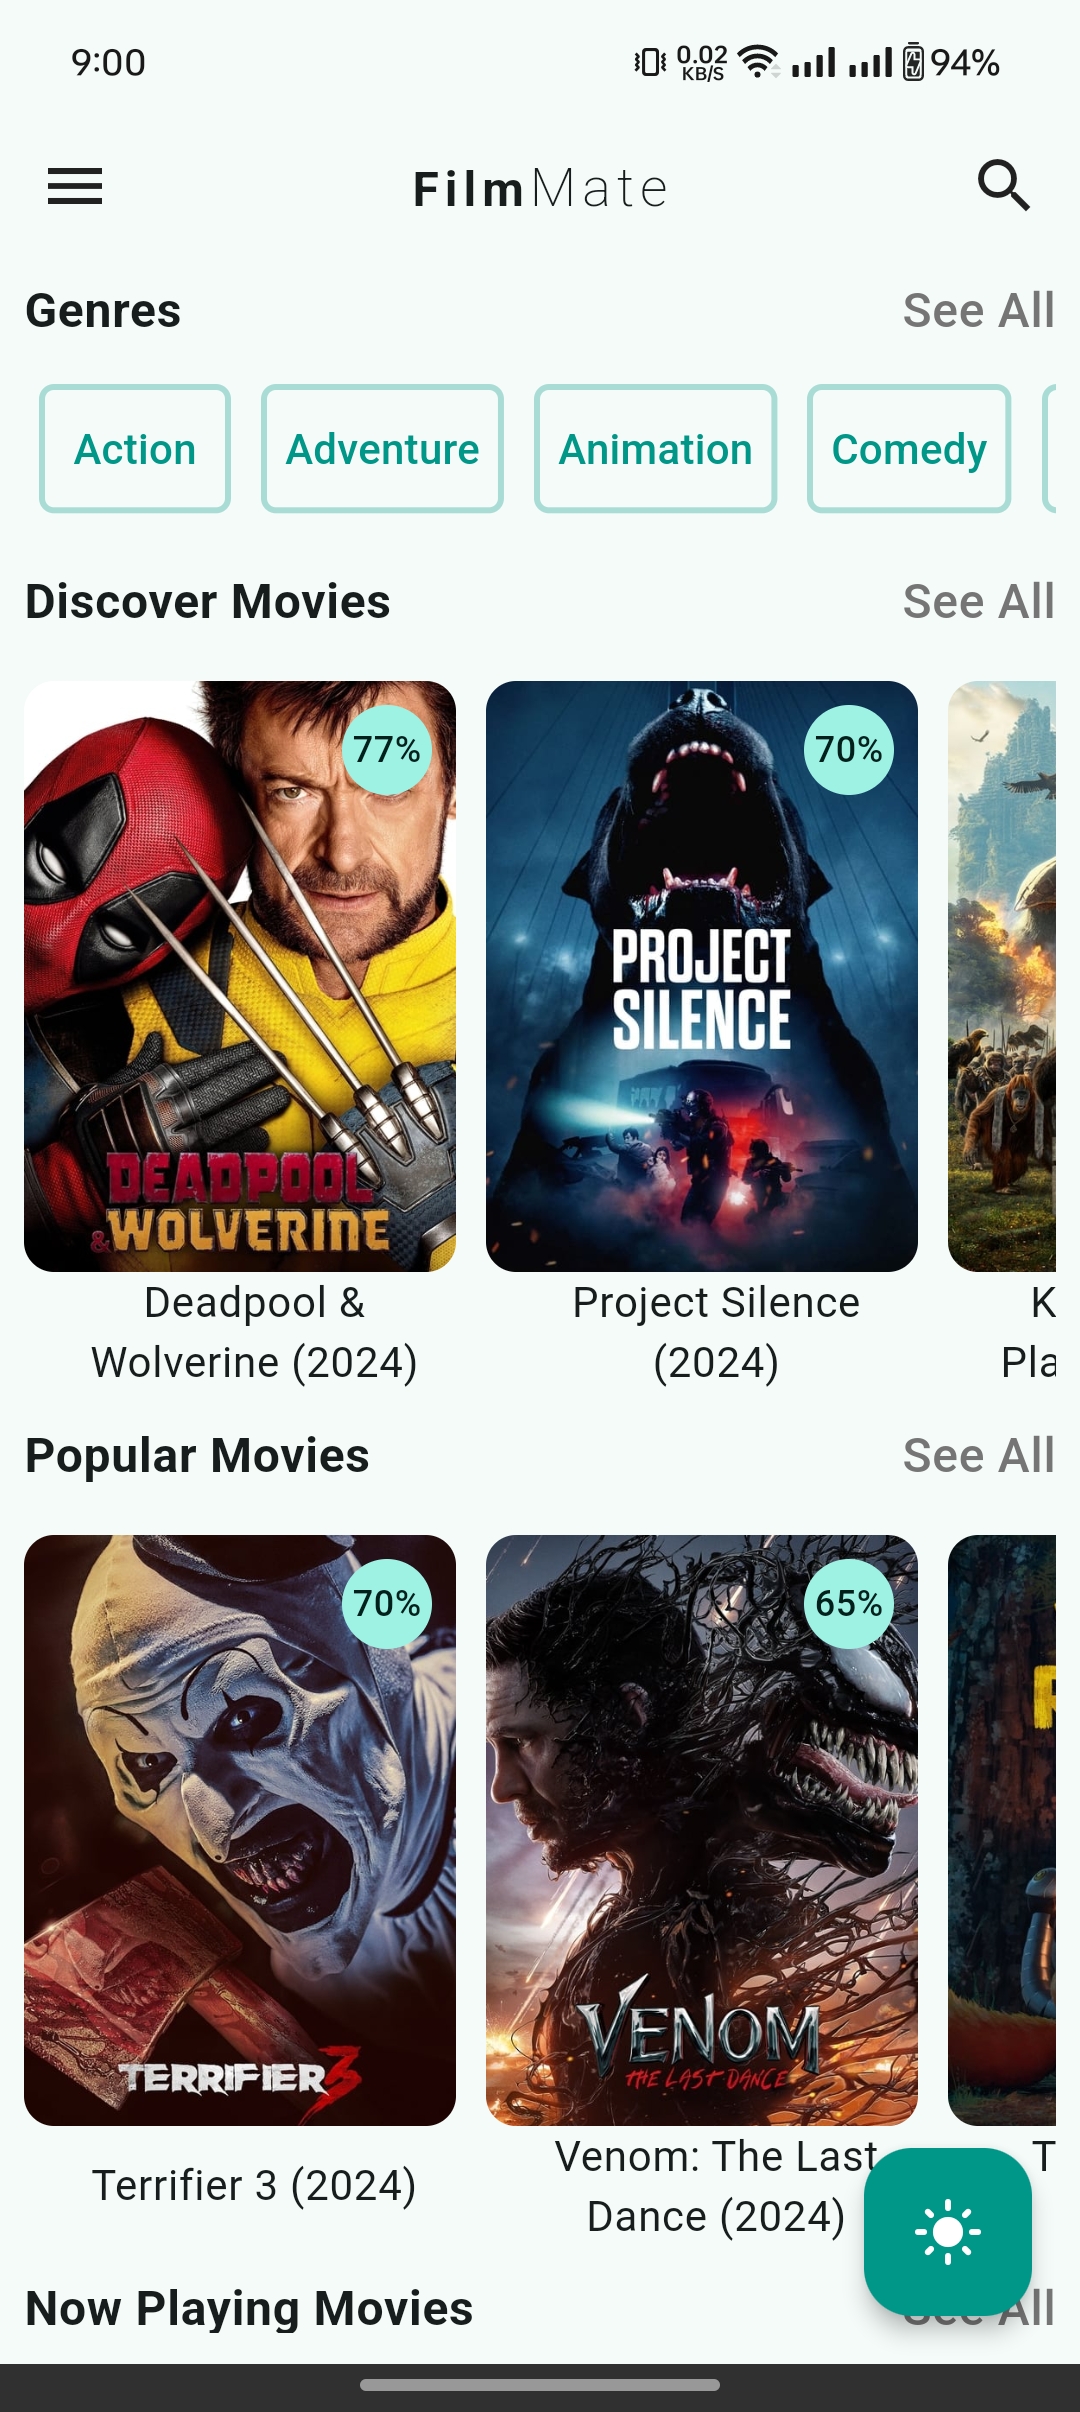 9:00
0.02
KB/S
94%
FilmMate
Genres
See All
Action
Adventure
Animation
Comedy
Discover Movies
See All
77%
DEADPOOL
&WOLVERINE
70%
PROJECT
SILENCE
Deadpool &
Wolverine (2024)
Project Silence
(2024)
K
Pla
Popular Movies
See All
70%
TERRIFIER 3
65%
VENOM
THE LAST DANCE
Terrifier 3 (2024)
Venom: The Last
Dance (2024)
T
Now Playing Movies
See All